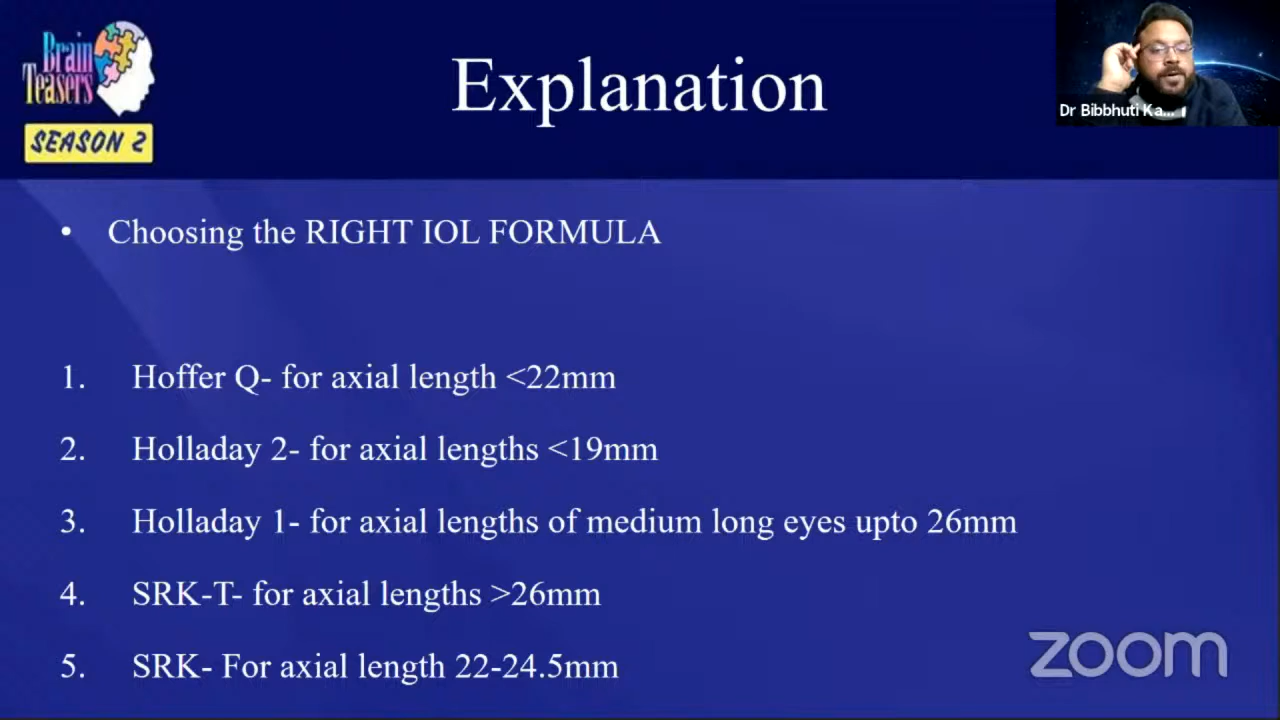 Brain
Teasers
SEASON 2
Explanation
Dr Bibbhuti Ka...
• Choosing the RIGHT IOL FORMULA
1. Hoffer Q- for axial length <22mm
2. Holladay 2- for axial lengths <19mm
3. Holladay 1- for axial lengths of medium long eyes upto 26mm
4. SRK-T- for axial lengths >26mm
5. SRK- For axial length 22-24.5mm
zoom